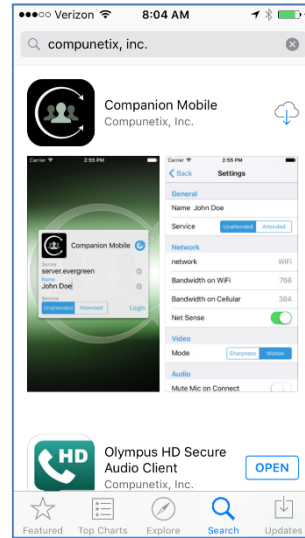 Verizon 8:04 AM
compunetix, inc.
Companion Mobile
Compunetix, Inc.
Carrier 2:55 PM
Companion Mobile
Server
server.evergreen
Name
John Doe
Service
Unattended Attended Login
Carrier 2:55 PM
Back Settings
General
Name John Doe
Service Unattended Attended
Network
network WiFi
Bandwidth on WiFi 768
Bandwidth on Cellular 384
Net Sense
Video
Mode Sharpness Motion
Audio
Mute Mic on Connect
HD
Olympus HD Secure
Audio Client
Compunetix, Inc.
OPEN
Featured Top Charts Explore Search Updates